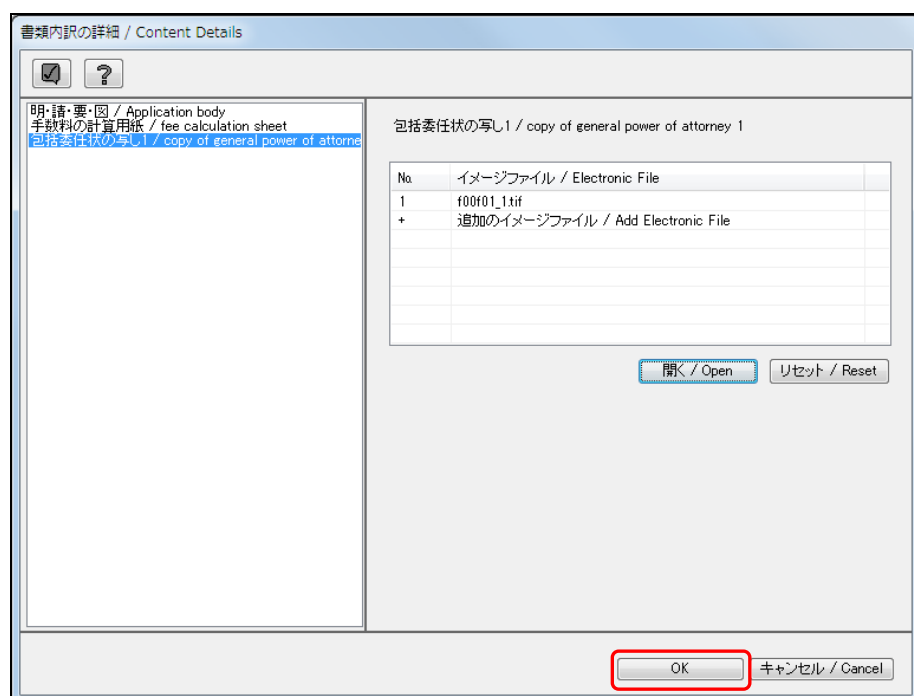 書類内訳の詳細 / Content Details
?
明・請・要・図 / Application body
手数料の計算用紙 / fee calculation sheet
包括委任状の写し1 / copy of general power of attorne
包括委任状の写し1 / copy of general power of attorney 1
No. イメージファイル / Electronic File
1 f00f01_1.tif
+ 追加のイメージファイル / Add Electronic File
開く / Open リセット / Reset
OK キャンセル / Cancel